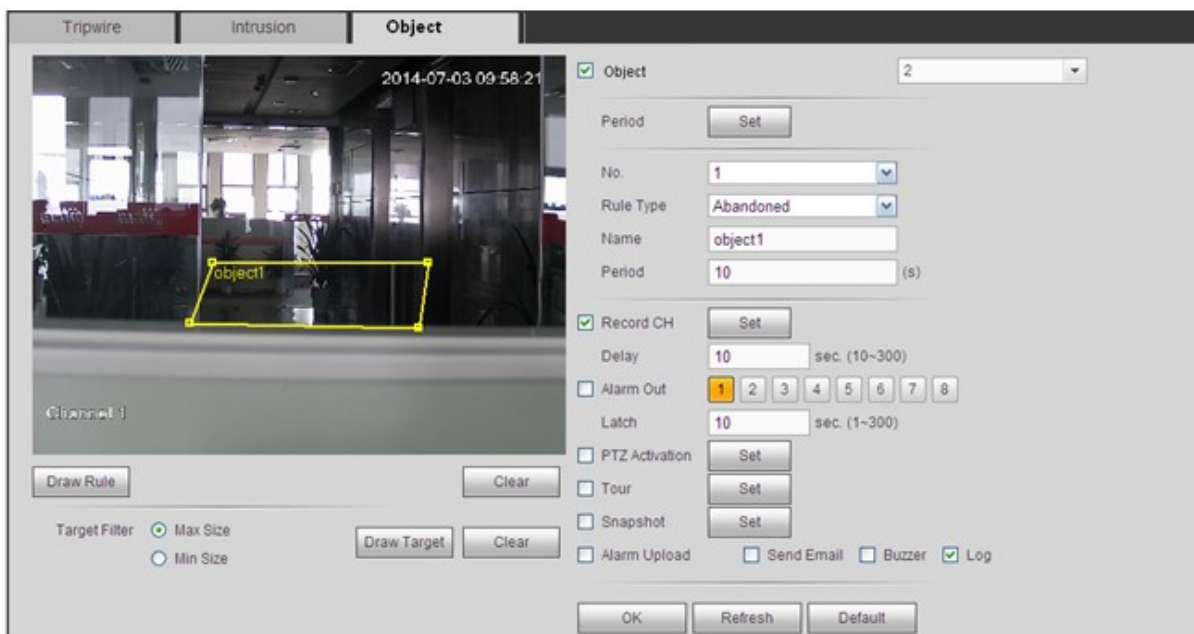 Tripwire Intrusion Object
2014-07-03 09:58:21
object1
Channel 1
Draw Rule Clear
Target Filter Max Size
Min Size
Draw Target Clear
Object 2
Period Set
No. 1
Rule Type Abandoned
Name object1
Period 10 (s)
Record CH Set
Delay 10 sec. (10~300)
Alarm Out 1 2 3 4 5 6 7 8
Latch 10 sec. (1~300)
PTZ Activation Set
Tour Set
Snapshot Set
Alarm Upload Send Email Buzzer Log
OK Refresh Default